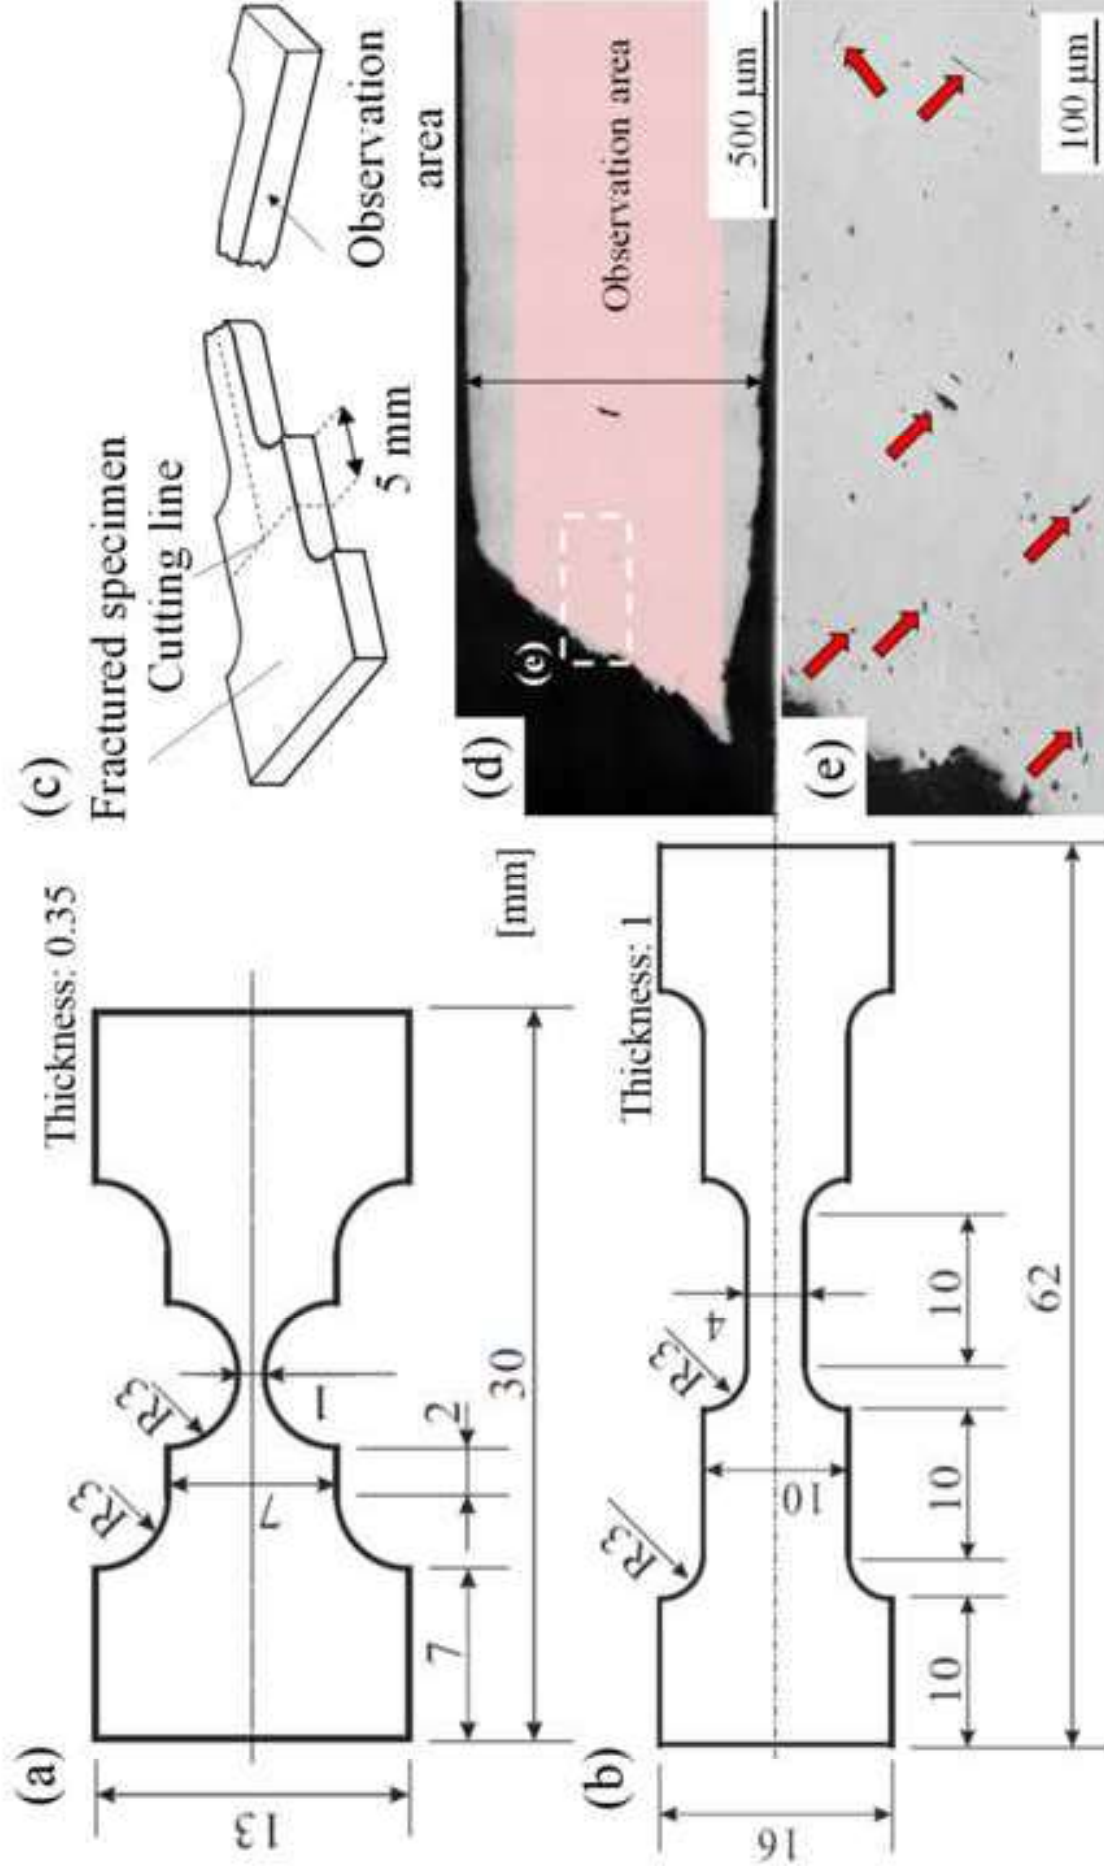 (a)
Thickness: 0.35
R3
R3
13
7
1
7
2
30
[mm]
(b)
Thickness: 1
R3
R3
16
10
4
10
10
10
62
(c)
Fractured specimen
Cutting line
5 mm
Observation
area
(d)
(e)
t
Observation area
500 μm
(e)
100 μm